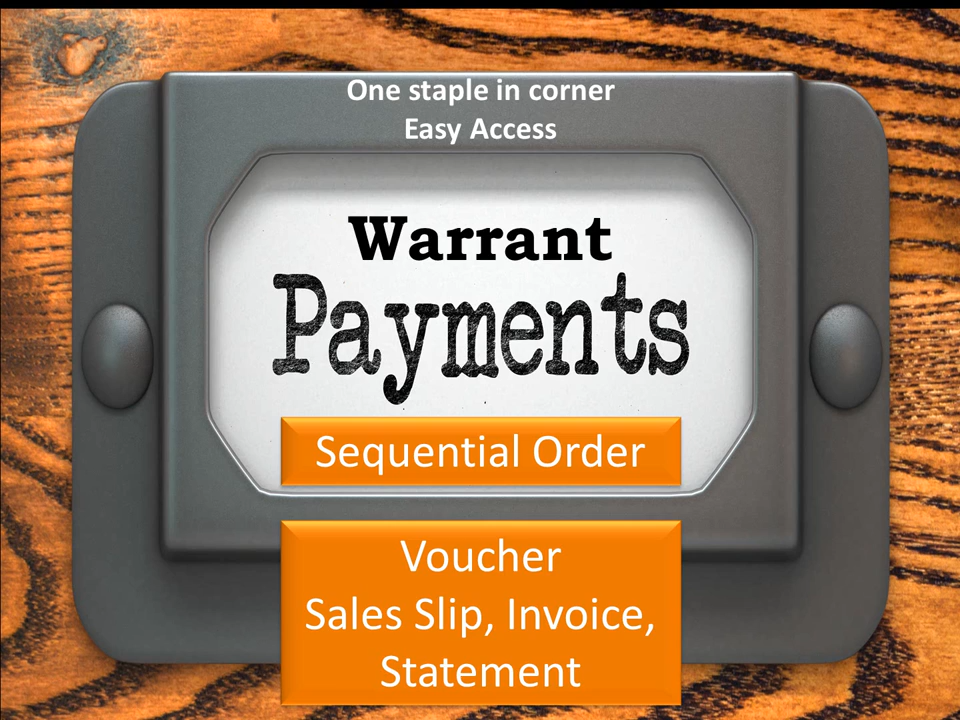 One staple in corner
Easy Access
Warrant
Payments
Sequential Order
Voucher
Sales Slip, Invoice,
Statement